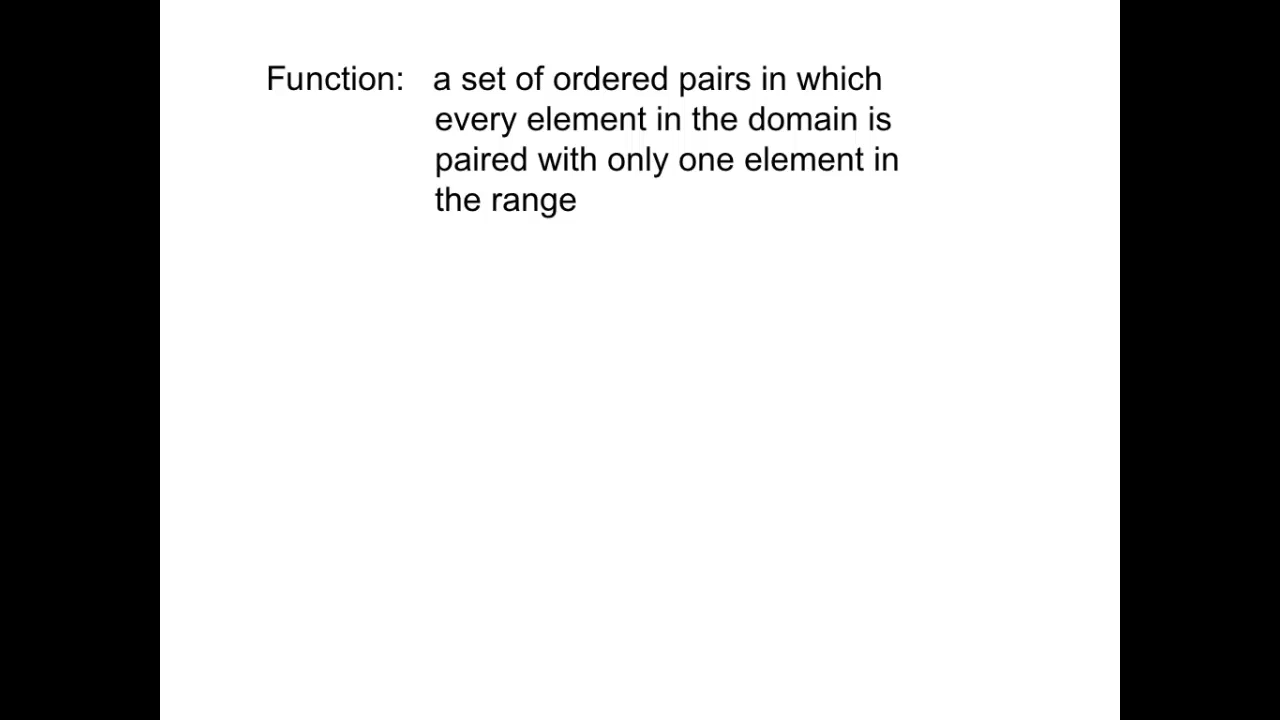 Function: a set of ordered pairs in which
every element in the domain is
paired with only one element in
the range